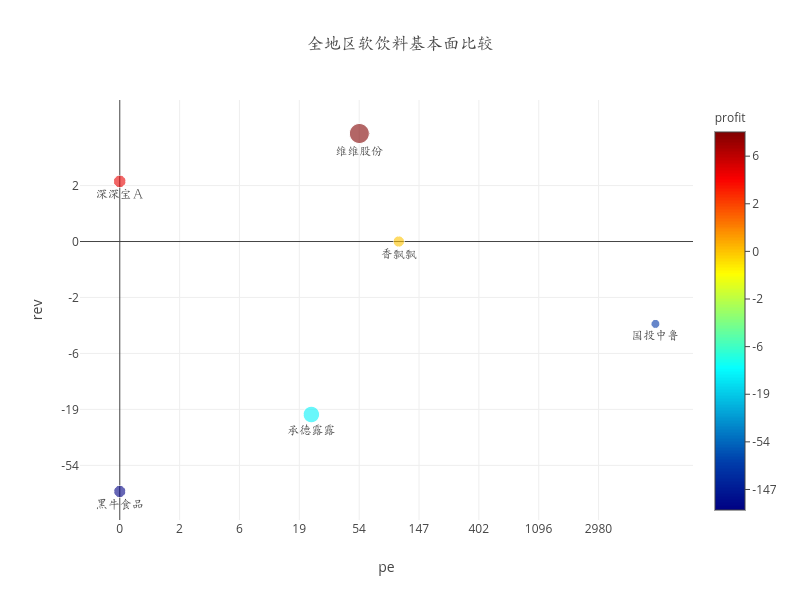 全地区软饮料基本面比较
profit
维维股份
深深宝A
香飘飘
国投中鲁
承德露露
黑牛食品
rev
2
0
-2
-6
-19
-54
0
2
6
19
54
147
402
1096
2980
pe
6
2
0
-2
-6
-19
-54
-147